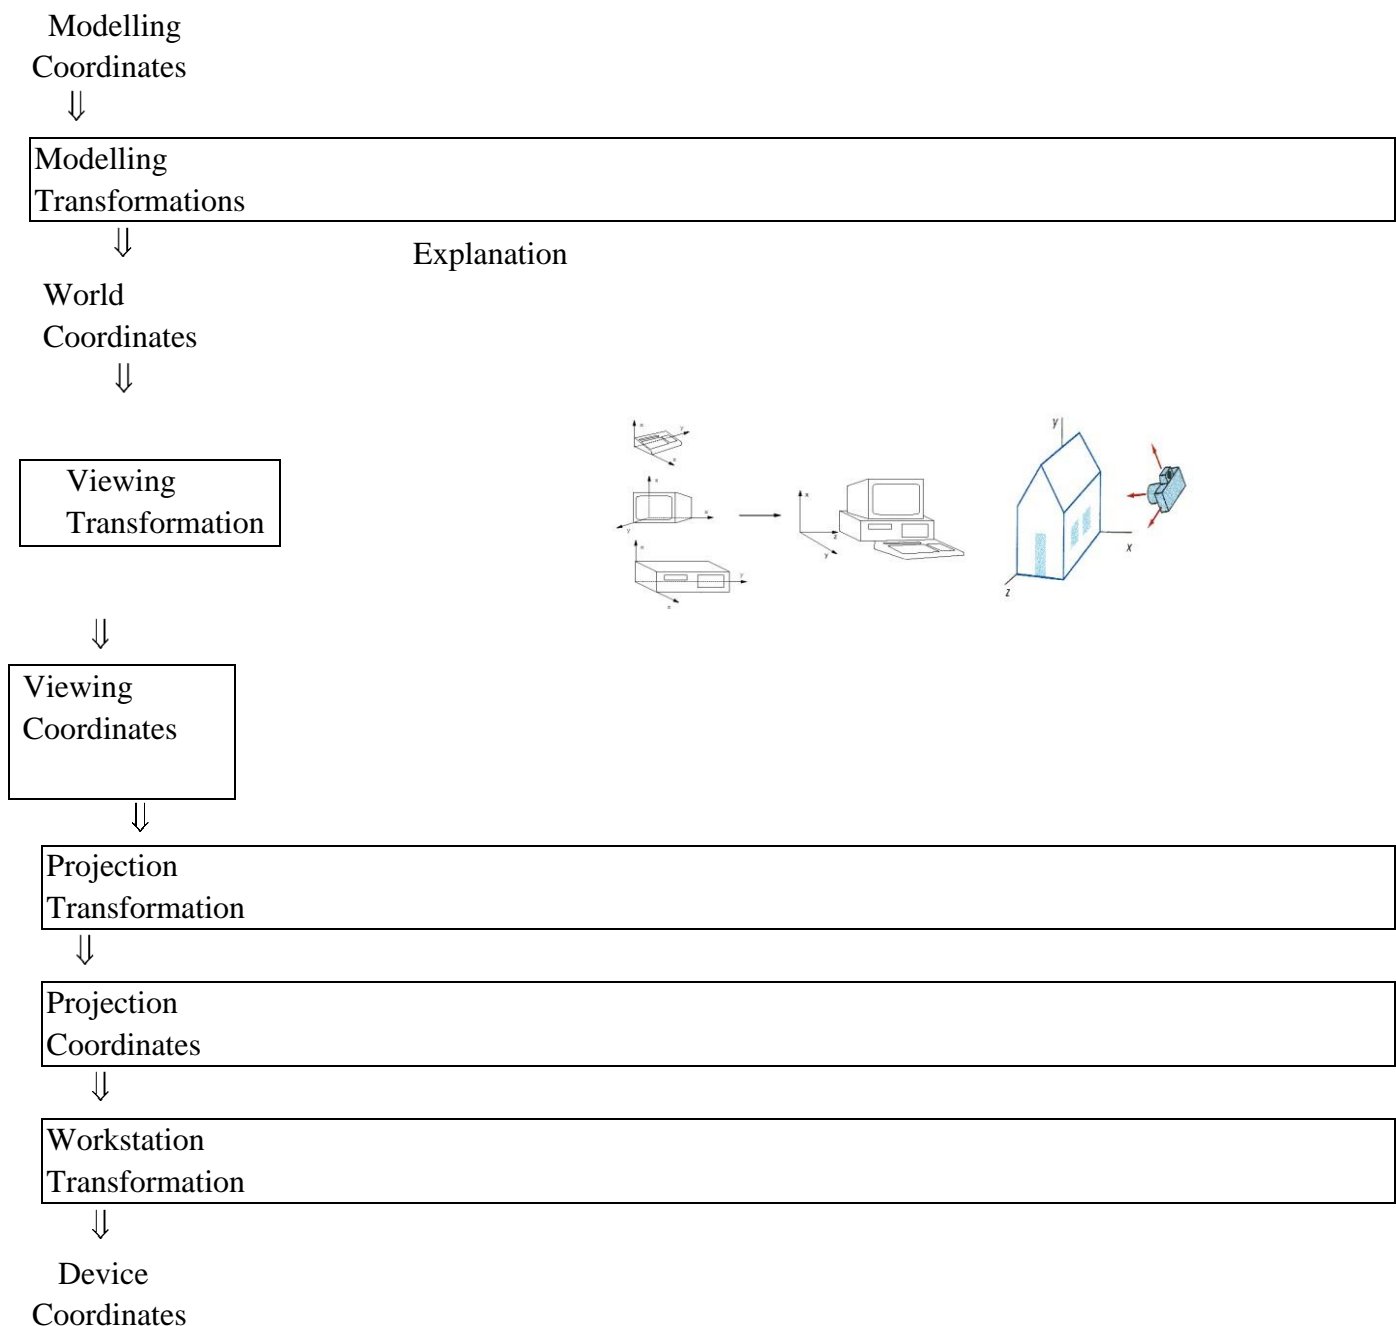 Modelling
Coordinates
⇓
Modelling
Transformations
⇓
Explanation
World
Coordinates
⇓
Viewing
Transformation
⇓
Viewing
Coordinates
⇓
Projection
Transformation
⇓
Projection
Coordinates
⇓
Workstation
Transformation
⇓
Device
Coordinates
y
x
z